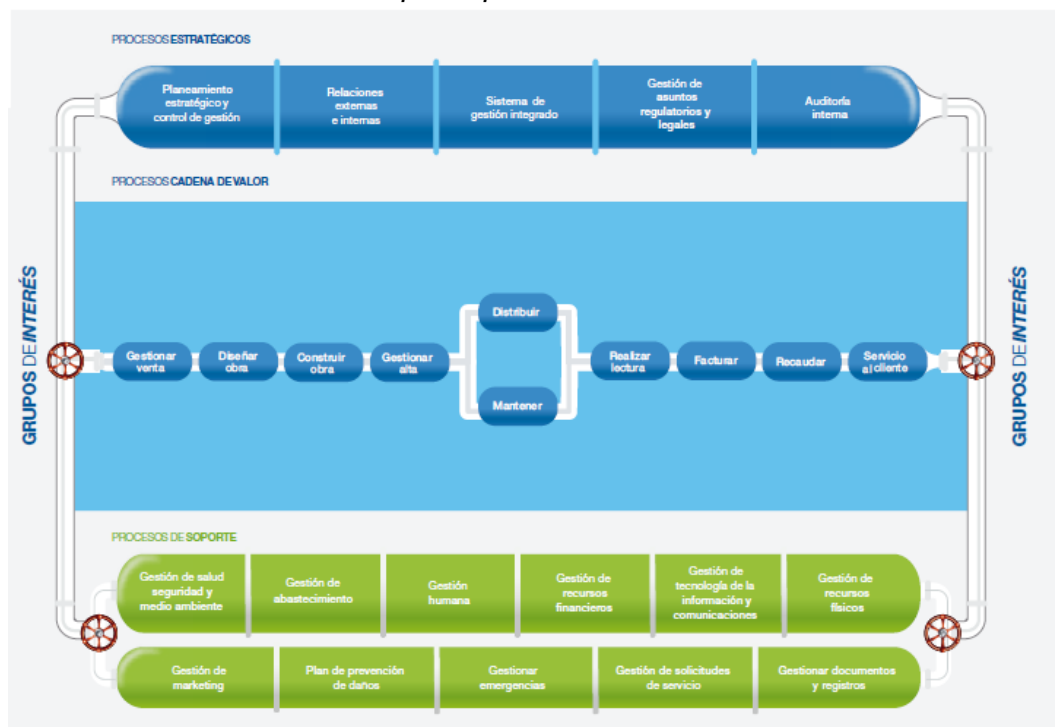 PROCESOS ESTRATÉGICOS
Planeamiento
estratégico y
control de gestión
Relaciones
externas
e internas
Sistema de
gestión integrado
Gestión de
asuntos
regulatorios y
legales
Auditoría
interna
PROCESOS CADENA DE VALOR
GRUPOS DE INTERÉS
Gestionar
venta
Diseñar
obra
Construir
obra
Gestionar
alta
Distribuir
Mantener
Realizar
lectura
Facturar
Recaudar
Servicio
al cliente
GRUPOS DE INTERÉS
PROCESOS DE SOPORTE
Gestión de salud
seguridad y
medio ambiente
Gestión de
abastecimiento
Gestión
humana
Gestión de
recursos
financieros
Gestión de
tecnología de la
información y
comunicaciones
Gestión de
recursos
físicos
Gestión de
marketing
Plan de prevención
de daños
Gestionar
emergencias
Gestión de solicitudes
de servicio
Gestionar documentos
y registros